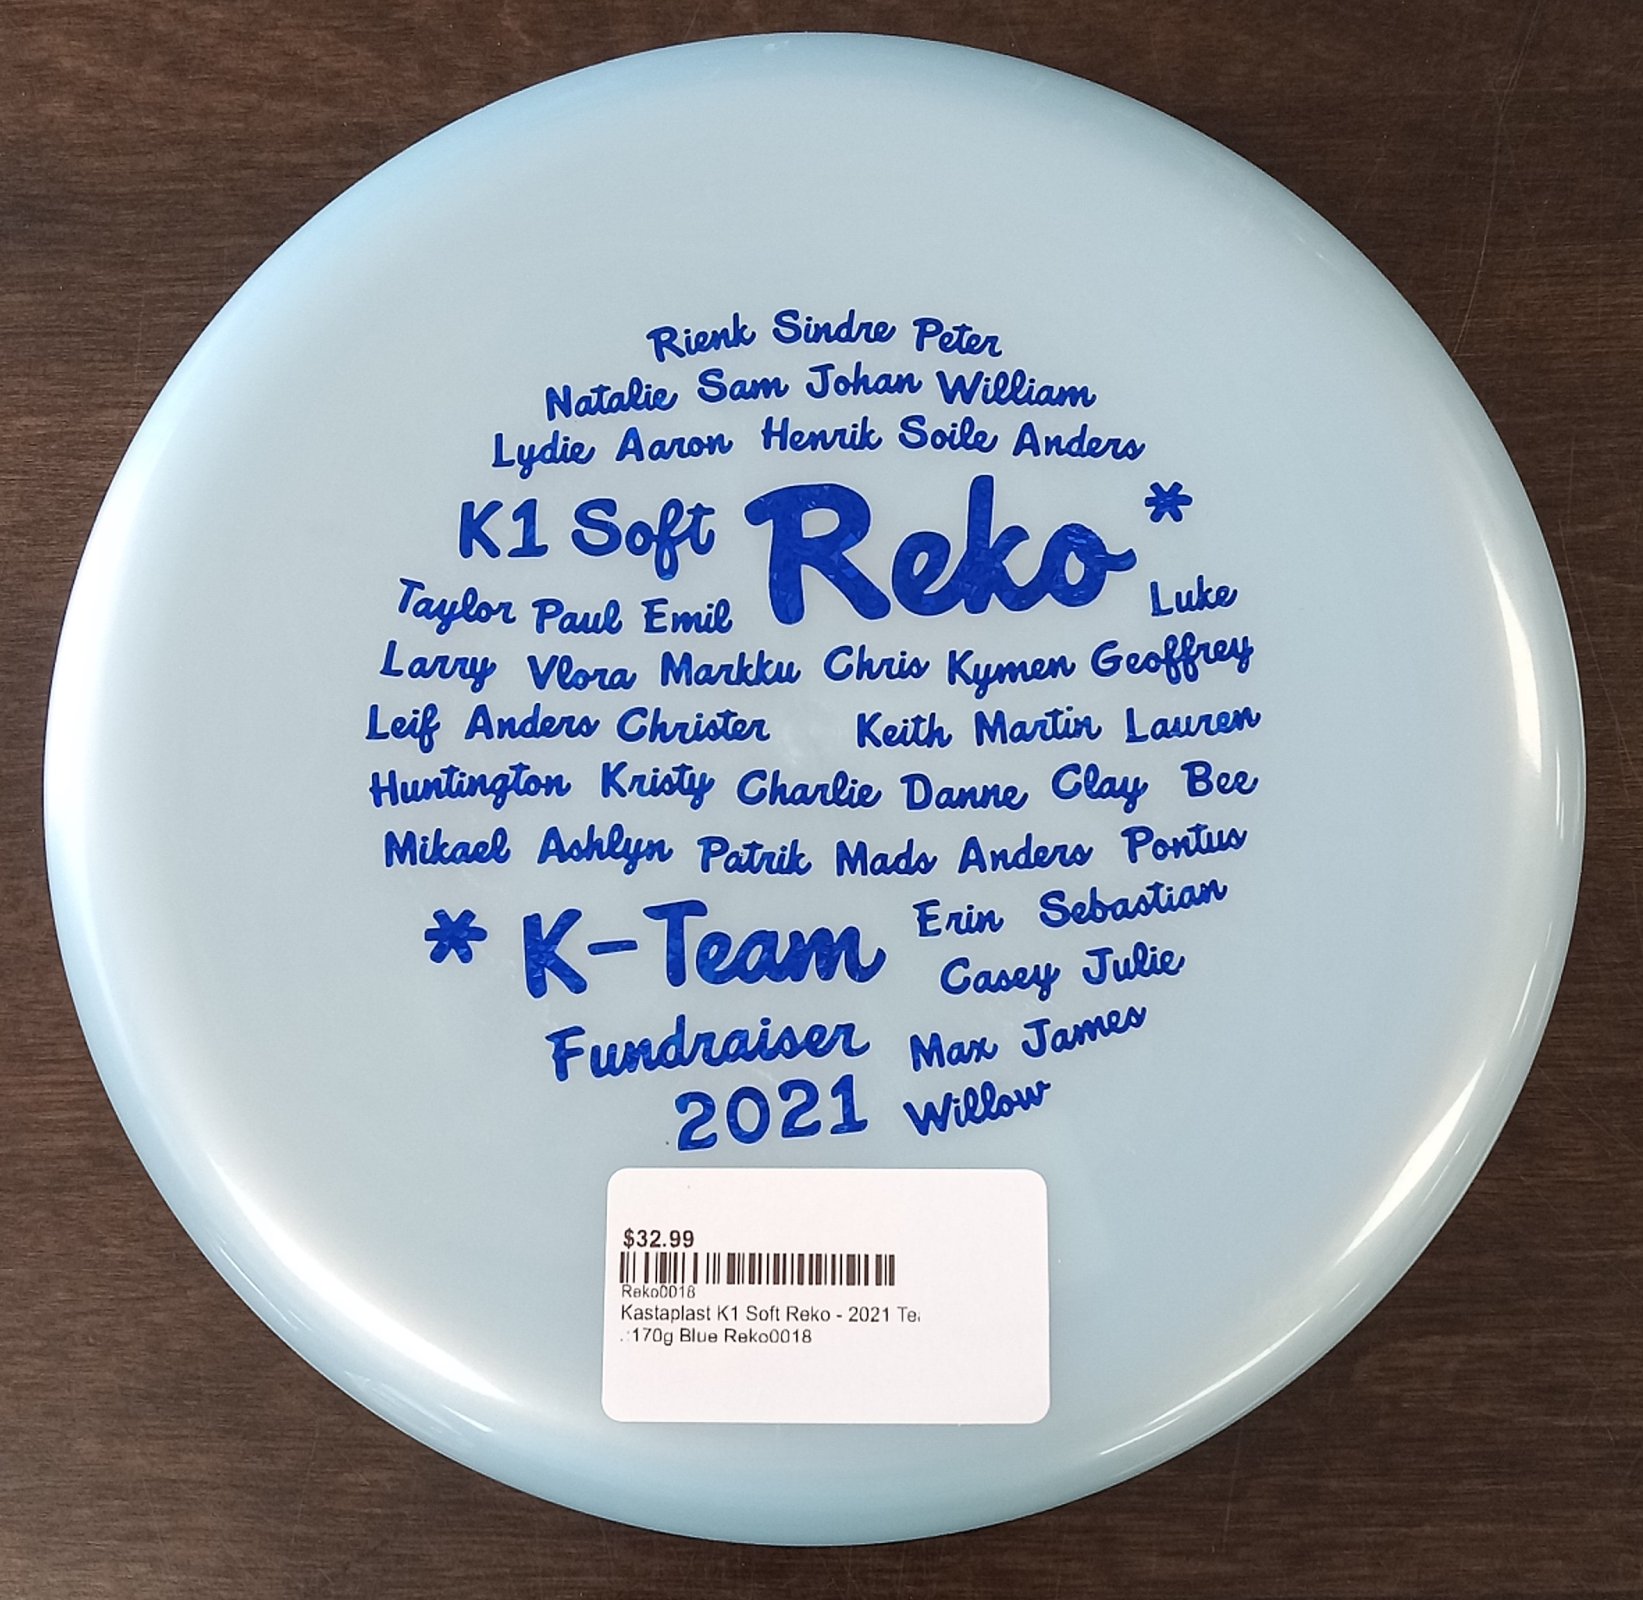 Rienk Sindre Peter
Natalie Sam Johan William
Lydie Aaron Henrik Soile Anders
K1 Soft Reko *
Taylor Paul Emil Luke
Larry Vlora Markku Chris Kymen Geoffrey
Leif Anders Christer Keith Martin Lauren
Huntington Kristy Charlie Danne Clay Bee
Mikael Ashlyn Patrik Mads Anders Pontus
* K-Team Erin Sebastian
Casey Julie
Fundraiser Max James
2021 Willow
$32.99
Reko0018
Kastaplast K1 Soft Reko - 2021
170g Blue Reko0018